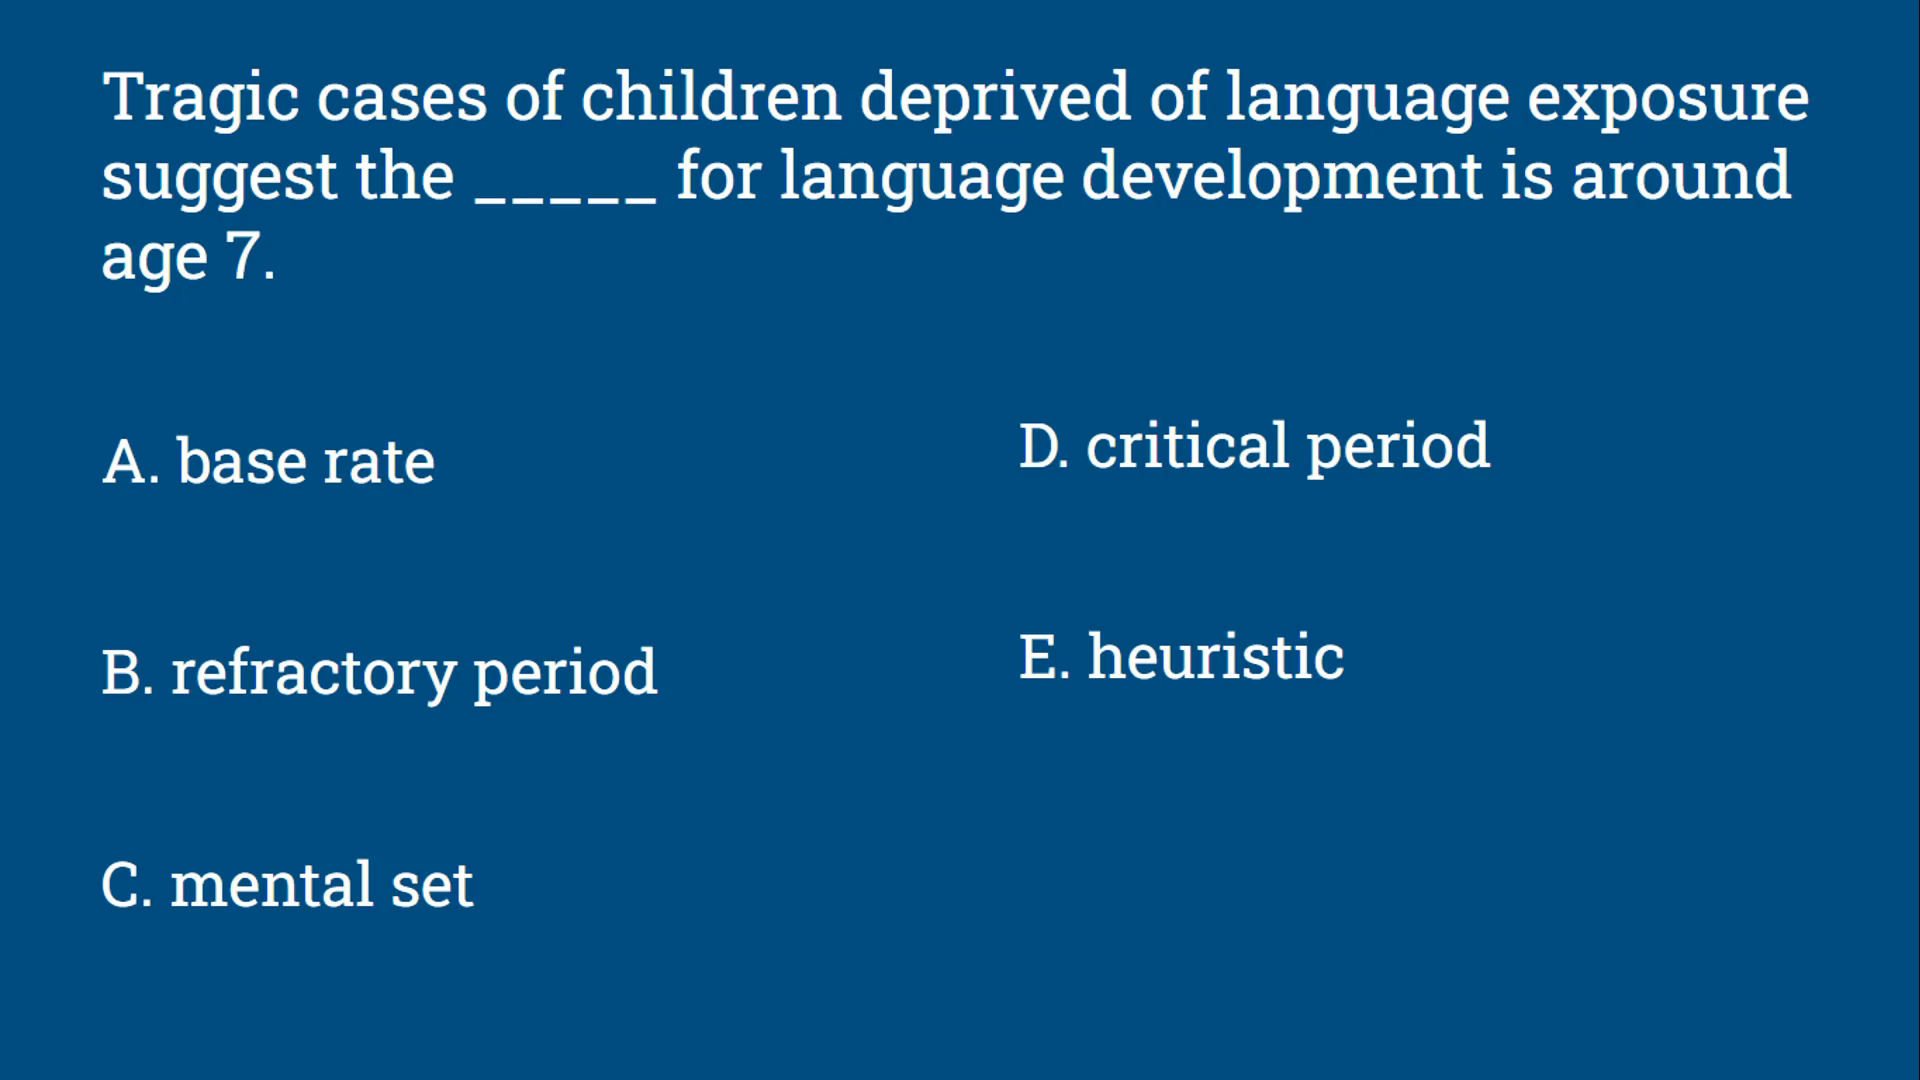 Tragic cases of children deprived of language exposure
suggest the _____ for language development is around
age 7.
A. base rate
B. refractory period
C. mental set
D. critical period
E. heuristic